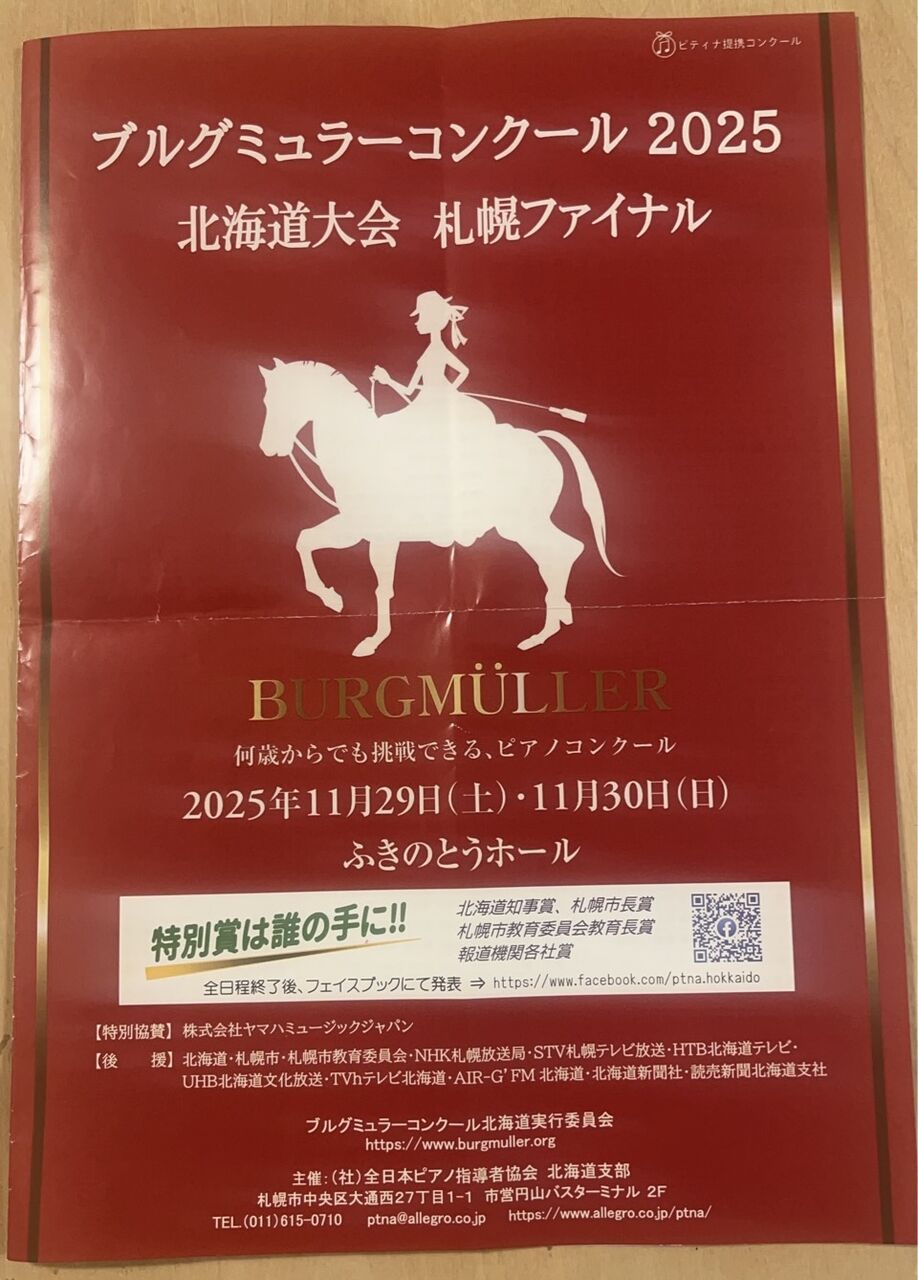 ピティナ提携コンクール
ブルグミュラーコンクール 2025
北海道大会 札幌ファイナル
BURGMÜLLER
何歳からでも挑戦できる、ピアノコンクール
2025年11月29日(土)・11月30日(日)
ふきのとうホール
特別賞は誰の手に!!
北海道知事賞、札幌市長賞
札幌市教育委員会教育長賞
報道機関各社賞
全日程終了後、フェイスブックにて発表 ⇒ https://www.facebook.com/ptna.hokkaido
【特別協賛】 株式会社ヤマハミュージックジャパン
【後 援】 北海道・札幌市・札幌市教育委員会・NHK札幌放送局・STV札幌テレビ放送・HTB北海道テレビ・
UHB北海道文化放送・TVhテレビ北海道・AIR-G' FM 北海道・北海道新聞社・読売新聞北海道支社
ブルグミュラーコンクール北海道実行委員会
https://www.burgmuller.org
主催:(社)全日本ピアノ指導者協会 北海道支部
札幌市中央区大通西27丁目1-1 市営円山バスターミナル 2F
TEL.(011)615-0710 ptna@allegro.co.jp https://www.allegro.co.jp/ptna/